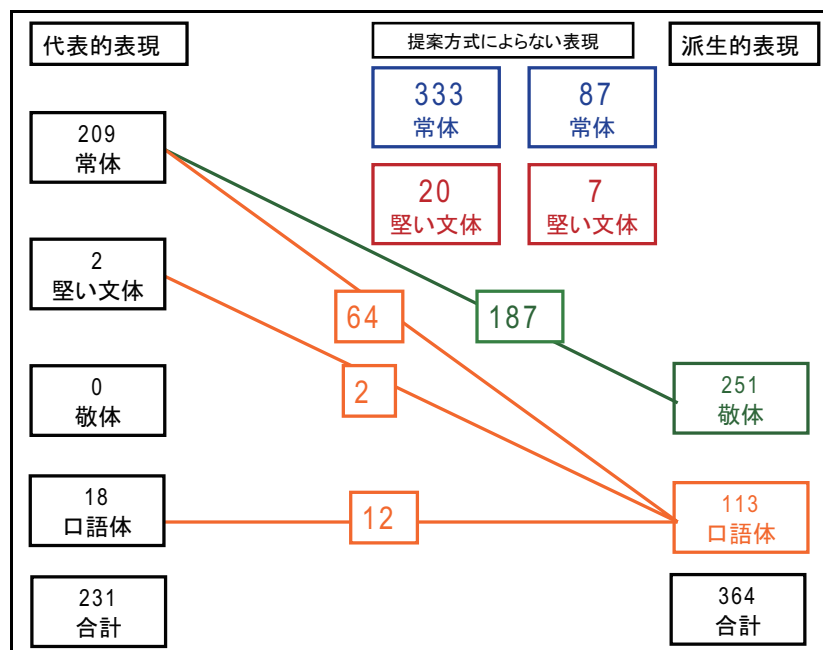 代表的表現
提案方式によらない表現
派生的表現
333
常体
87
常体
209
常体
20
堅い文体
7
堅い文体
2
堅い文体
64
187
0
敬体
2
251
敬体
18
口語体
12
113
口語体
231
合計
364
合計